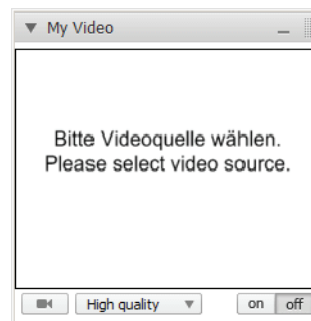 My Video
Bitte Videoquelle wählen.
Please select video source.
High quality
on off